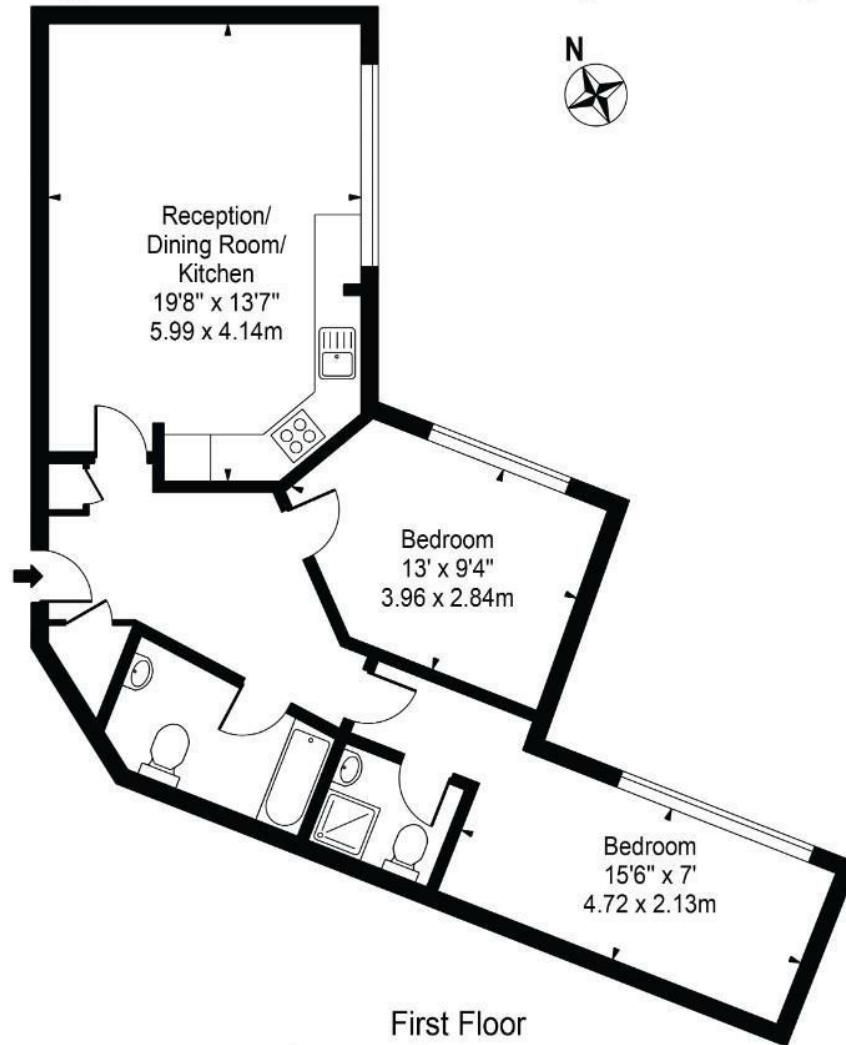 N
Reception/
Dining Room/
Kitchen
19'8" x 13'7"
5.99 x 4.14m
Bedroom
13' x 9'4"
3.96 x 2.84m
Bedroom
15'6" x 7'
4.72 x 2.13m
First Floor